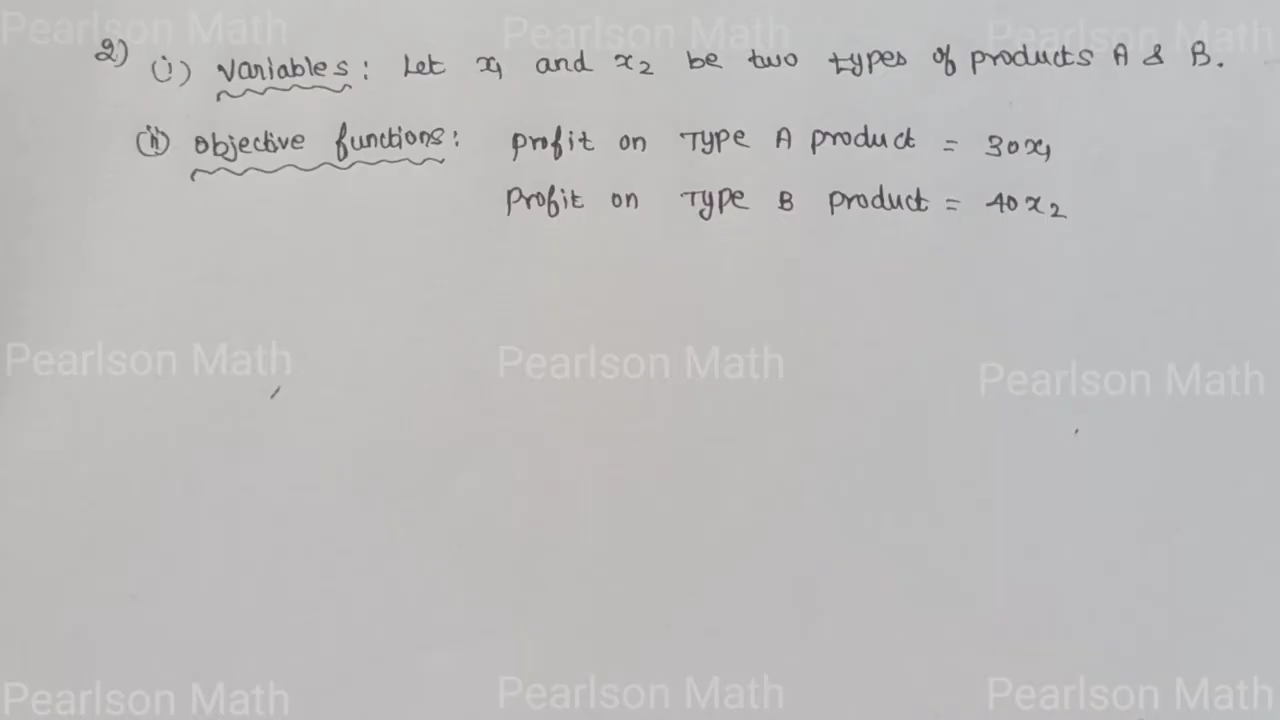 Pearlson Math Pearlson Math Pearlson Math
2) (i) Variables : Let x₁ and x₂ be two types of products A & B.
(ii) objective functions : Profit on Type A product = 30x₁
Profit on Type B product = 40x₂
Pearlson Math Pearlson Math Pearlson Math
Pearlson Math Pearlson Math Pearlson Math